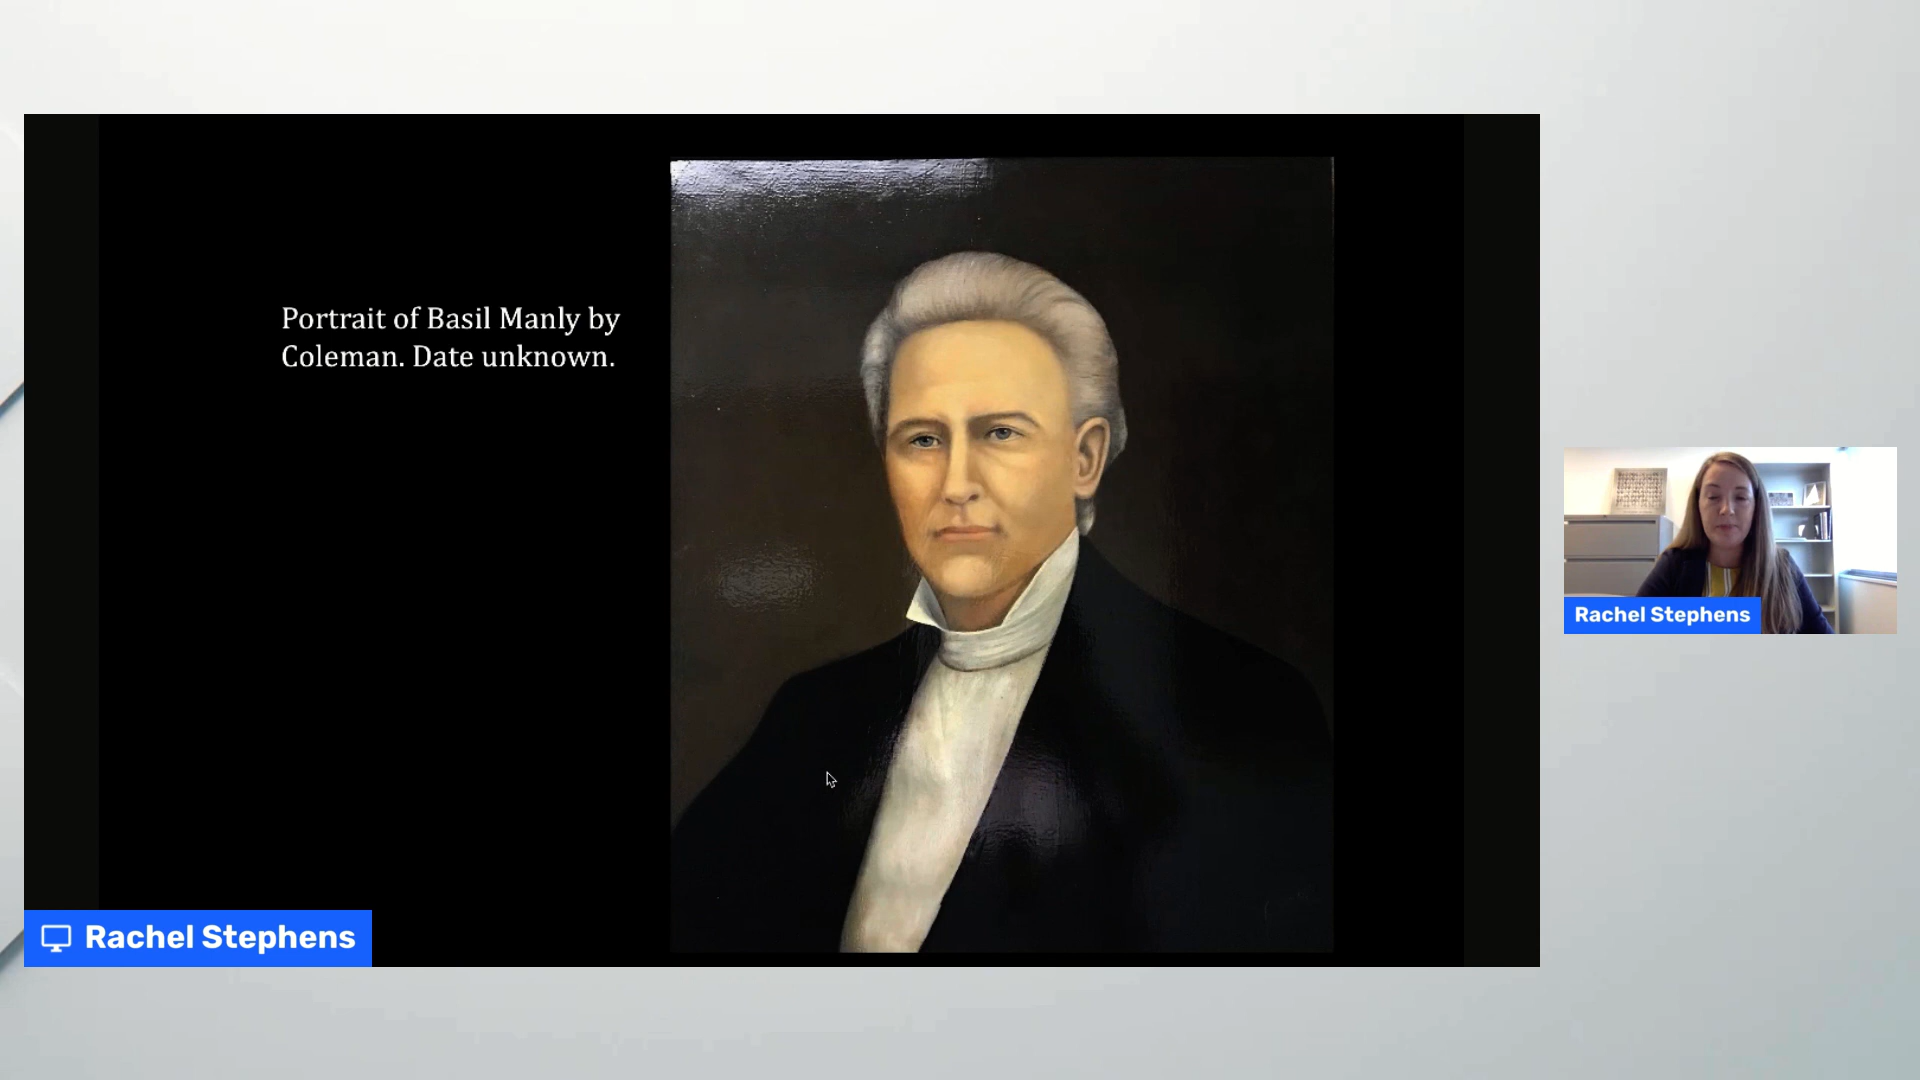 Portrait of Basil Manly by
Coleman. Date unknown.
Rachel Stephens
Rachel Stephens